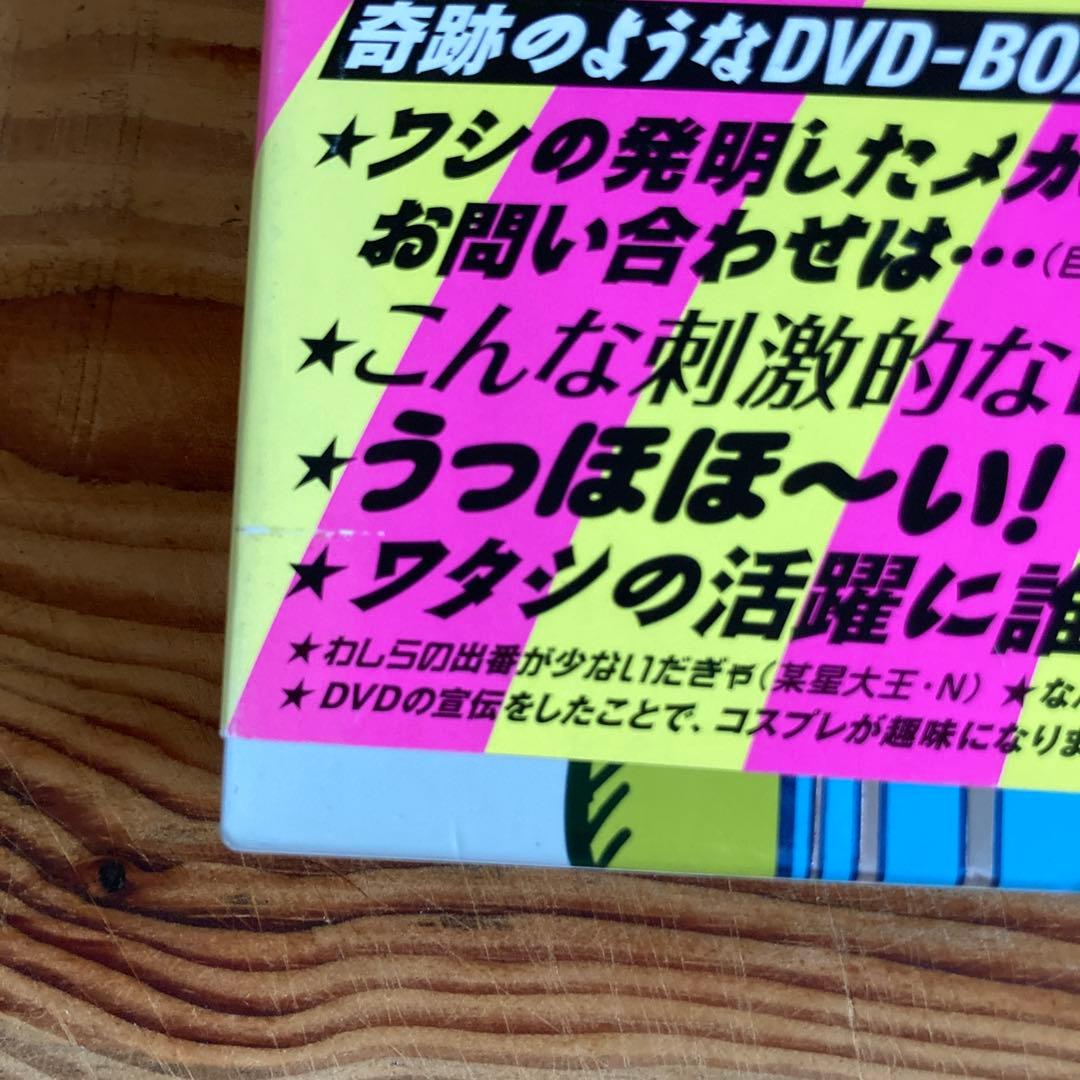 奇跡のようなDVD-BOX
★ワシの発明したメカ
お問い合わせは…(自
★こんな刺激的な
★うっほほ〜い!
★ワタシの活躍に誰
★わしらの出番が少ないだぎゃ(某星大王・N) ★なん
★DVDの宣伝をしたことで、コスプレが趣味になりま